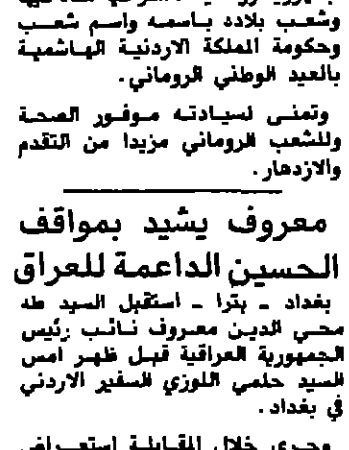 وشعب بلاده باسمه واسم شعب
وحكومة المملكة الاردنية الهاشمية
بالعيد الوطني الروماني.
وتمنى لسيادته موفور الصحة
وللشعب الروماني مزيدا من التقدم
والازدهار.
معروف يشيد بمواقف
الحسين الداعمة للعراق
بغداد ـ بترا ـ استقبل السيد طه
محي الدين معروف نائب رئيس
الجمهورية العراقية قبل ظهر امس
السيد حلمي اللوزي السفير الاردني
في بغداد.
وجرى خلال المقابلة استعراض